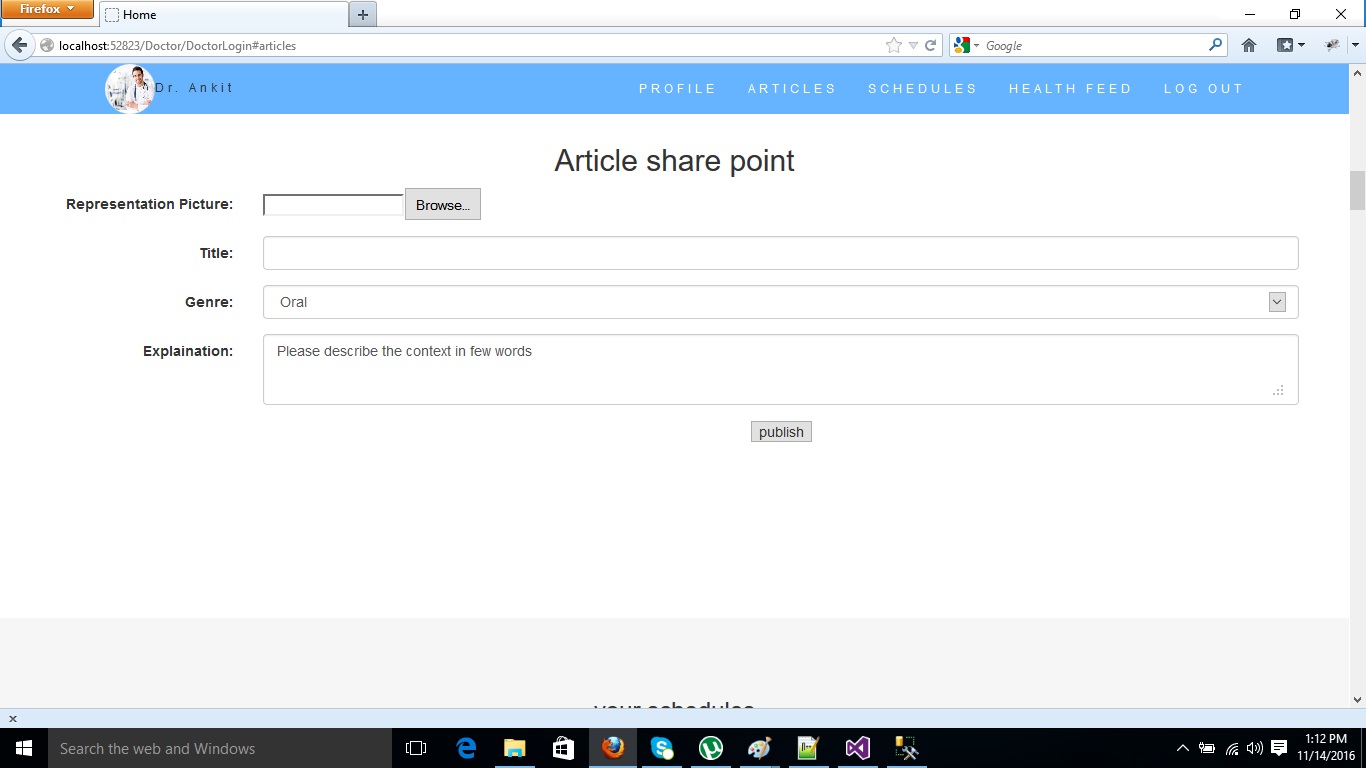 Firefox
Home
localhost:52823/Doctor/DoctorLogin#articles
Google
Dr. Ankit
PROFILE
ARTICLES
SCHEDULES
HEALTH FEED
LOG OUT
Article share point
Representation Picture:
Browse...
Title:
Genre:
Oral
Explaination:
Please describe the context in few words
publish
your schedules
Search the web and Windows
1:12 PM
11/14/2016